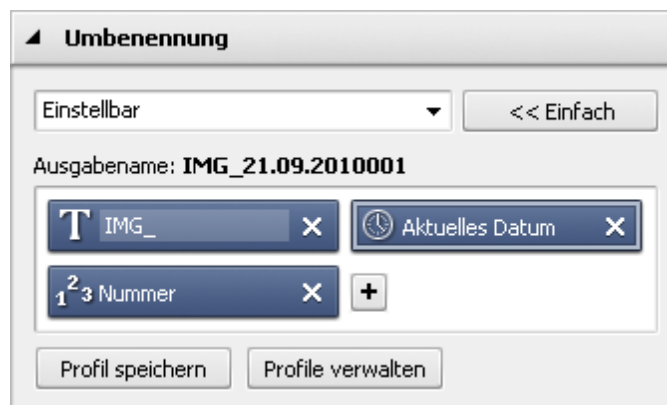 Umbenennung
Einstellbar << Einfach
Ausgabename: IMG_21.09.2010001
T IMG_ X Aktuelles Datum X
123 Nummer X +
Profil speichern Profile verwalten